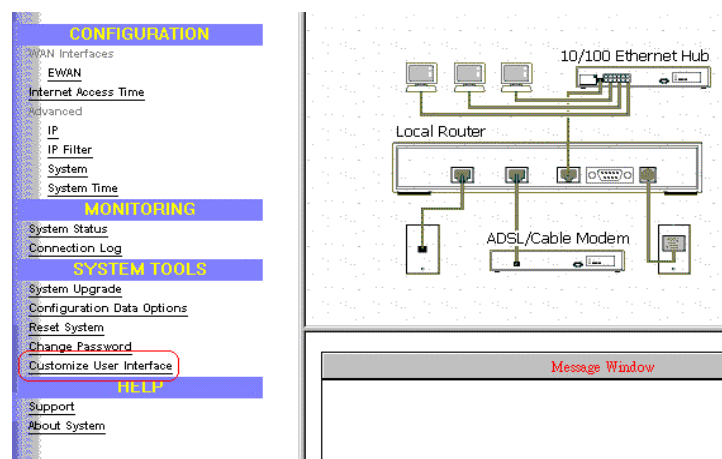 CONFIGURATION
WAN Interfaces
EWAN
Internet Access Time
Advanced
IP
IP Filter
System
System Time
MONITORING
System Status
Connection Log
SYSTEM TOOLS
System Upgrade
Configuration Data Options
Reset System
Change Password
Customize User Interface
HELP
Support
About System
10/100 Ethernet Hub
Local Router
ADSL/Cable Modem
Message Window